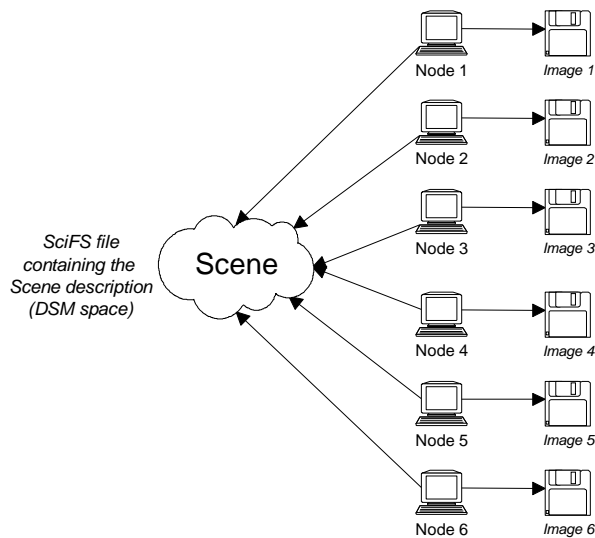 Node 1
Image 1
Node 2
Image 2
SciFS file
containing the
Scene description
(DSM space)
Scene
Node 3
Image 3
Node 4
Image 4
Node 5
Image 5
Node 6
Image 6